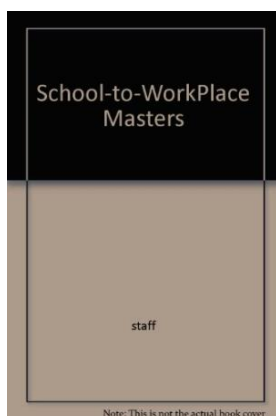 School-to-WorkPlace
Masters
staff
Note: This is not the actual book cover